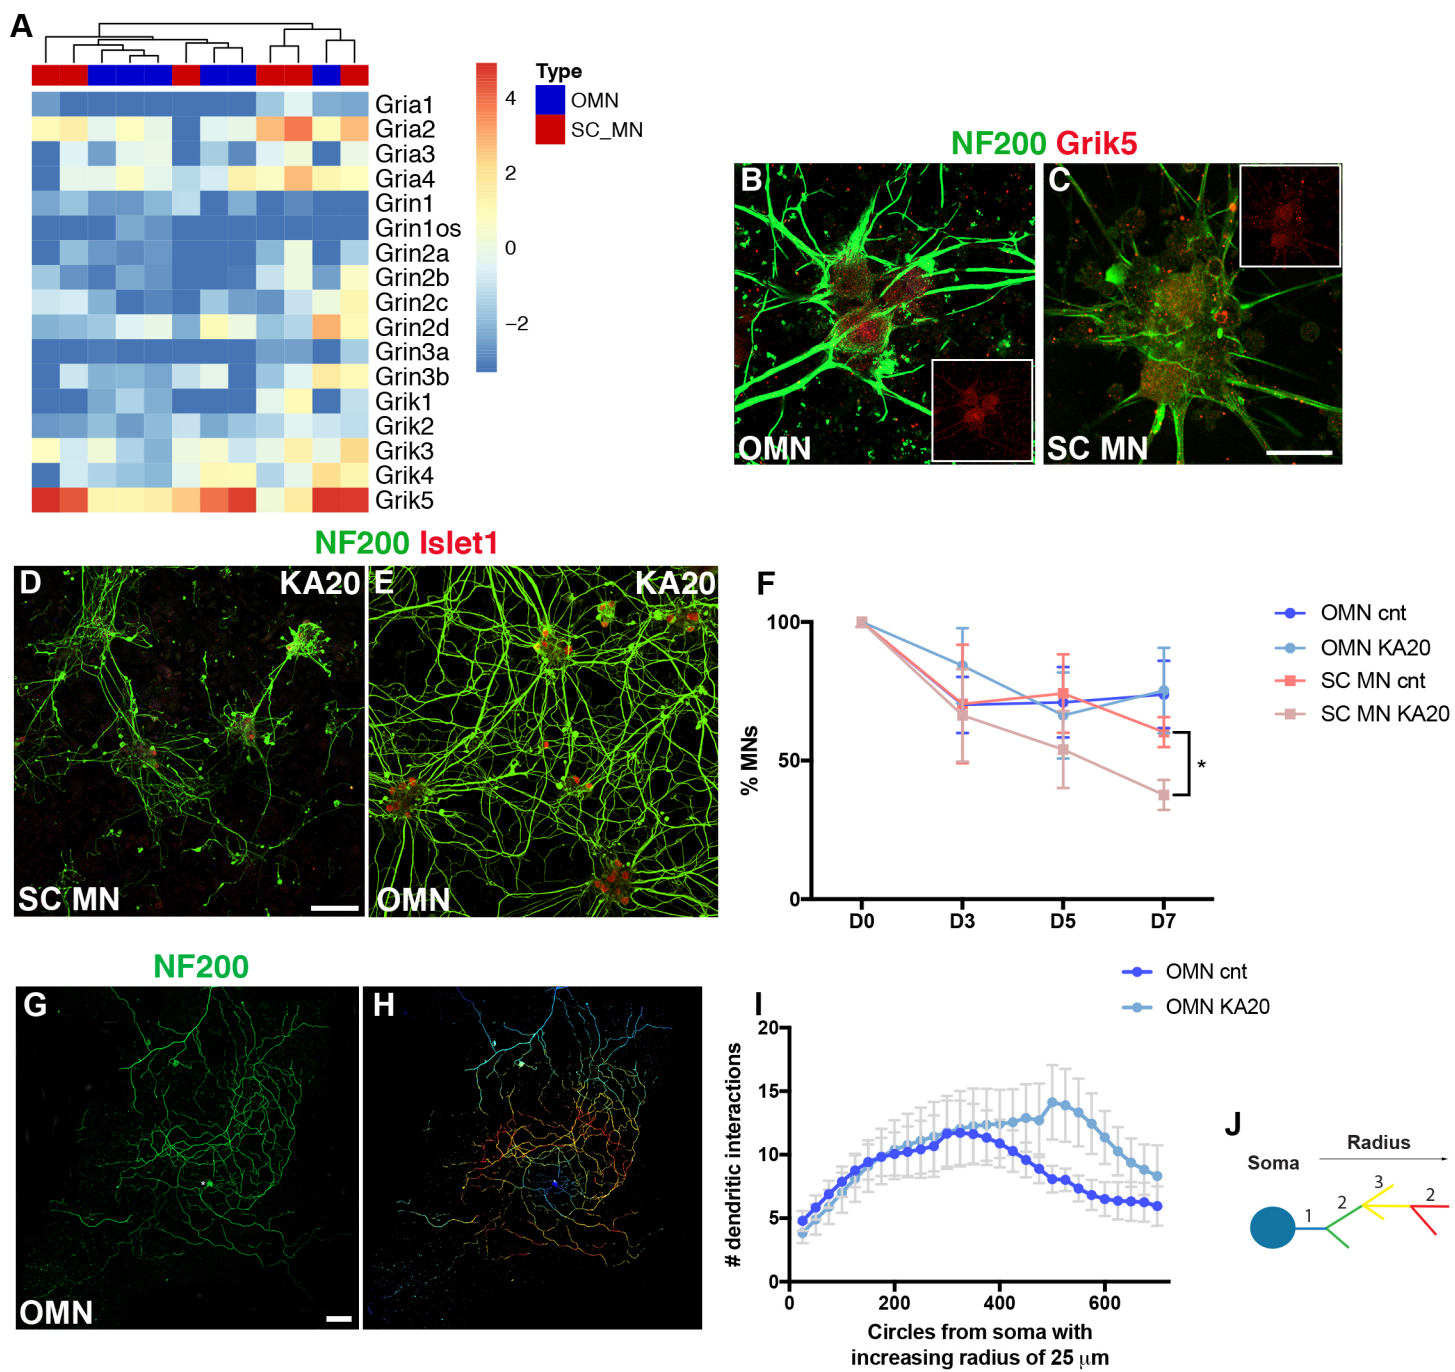 A
Type
OMN
SC_MN
4
2
0
−2
Gria1
Gria2
Gria3
Gria4
Grin1
Grin1os
Grin2a
Grin2b
Grin2c
Grin2d
Grin3a
Grin3b
Grik1
Grik2
Grik3
Grik4
Grik5
NF200 Grik5
B
C
OMN
SC MN
NF200 Islet1
D
KA20
E
KA20
SC MN
OMN
F
100
50
0
% MNs
D0
D3
D5
D7
*
OMN cnt
OMN KA20
SC MN cnt
SC MN KA20
NF200
G
*
OMN
H
I
OMN cnt
OMN KA20
20
15
10
5
0
# dendritic interactions
0
200
400
600
Circles from soma with
increasing radius of 25 μm
J
Radius
Soma
1
2
3
2